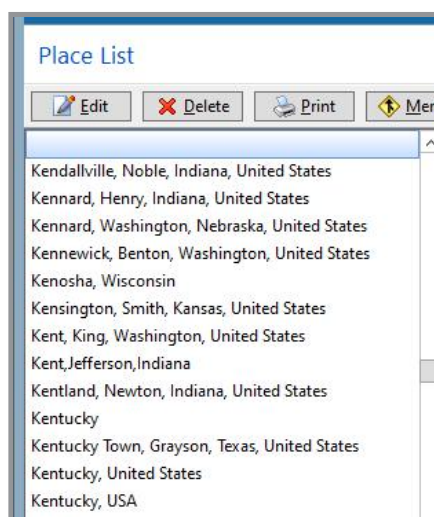 Place List
Edit Delete Print
Kendallville, Noble, Indiana, United States
Kennard, Henry, Indiana, United States
Kennard, Washington, Nebraska, United States
Kennewick, Benton, Washington, United States
Kenosha, Wisconsin
Kensington, Smith, Kansas, United States
Kent, King, Washington, United States
Kent,Jefferson,Indiana
Kentland, Newton, Indiana, United States
Kentucky
Kentucky Town, Grayson, Texas, United States
Kentucky, United States
Kentucky, USA